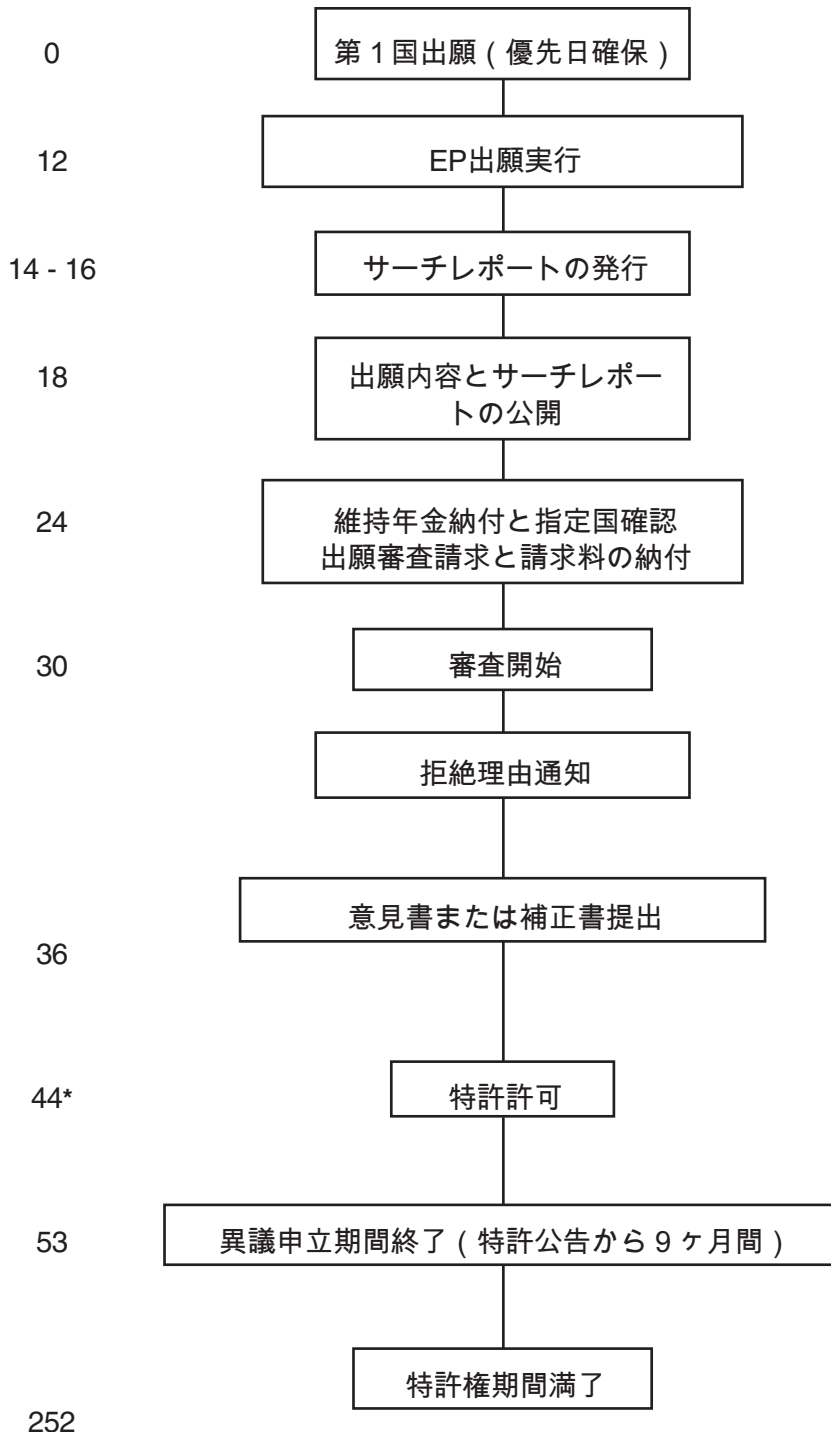 0
第1国出願(優先日確保)
12
EP出願実行
14 - 16
サーチレポートの発行
18
出願内容とサーチレポー
トの公開
24
維持年金納付と指定国確認
出願審査請求と請求料の納付
30
審査開始
拒絶理由通知
意見書または補正書提出
36
44*
特許許可
53
異議申立期間終了(特許公告から9ヶ月間)
特許権期間満了
252